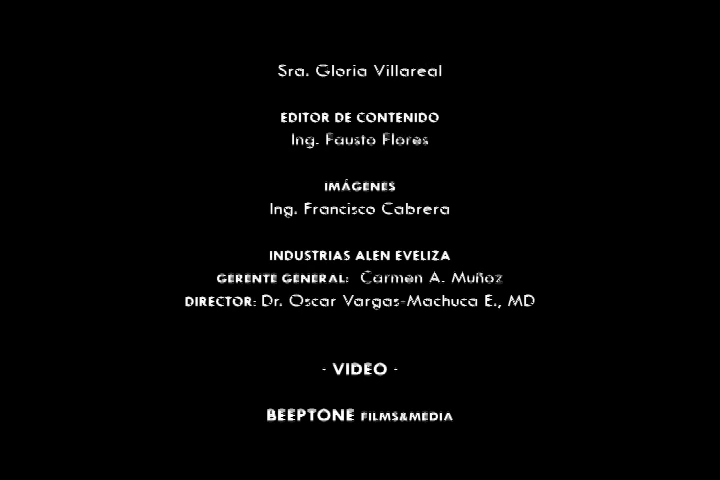 Sra. Gloria Villareal
EDITOR DE CONTENIDO
Ing. Fausto Flores
IMÁGENES
Ing. Francisco Cabrera
INDUSTRIAS ALEN EVELIZA
GERENTE GENERAL: Carmen A. Muñoz
DIRECTOR: Dr. Oscar Vargas-Machuca E., MD
- VIDEO -
BEEPTONE FILMS&MEDIA